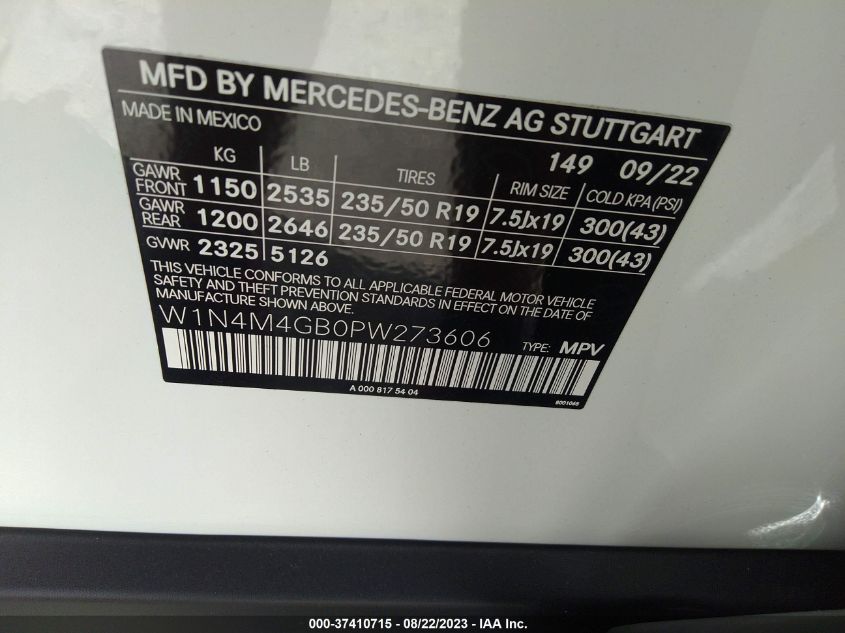 MFD BY MERCEDES-BENZ AG STUTTGART
MADE IN MEXICO 149 09/22
KG LB TIRES RIM SIZE COLD KPA (PSI)
GAWR FRONT 1150 2535 235/50 R19 7.5Jx19 300(43)
GAWR REAR 1200 2646 235/50 R19 7.5Jx19 300(43)
GVWR 2325 5126
THIS VEHICLE CONFORMS TO ALL APPLICABLE FEDERAL MOTOR VEHICLE
SAFETY AND THEFT PREVENTION STANDARDS IN EFFECT ON THE DATE OF
MANUFACTURE SHOWN ABOVE.
W1N4M4GB0PW273606 TYPE: MPV
A 000 817 54 04
000-37410715 - 08/22/2023 - IAA Inc.